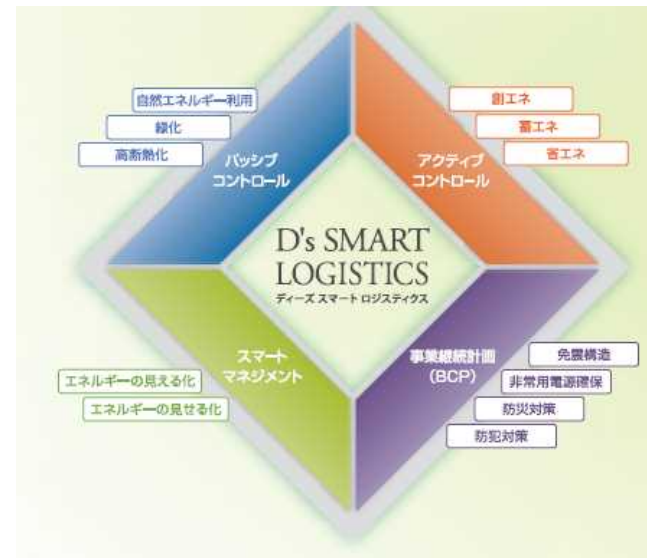 自然エネルギー利用
緑化
高断熱化
パッシブ
コントロール
創エネ
蓄エネ
省エネ
アクティブ
コントロール
D's SMART
LOGISTICS
ディーズ スマート ロジスティクス
スマート
マネジメント
エネルギーの見える化
エネルギーの見せる化
事業継続計画
(BCP)
免震構造
非常用電源確保
防災対策
防犯対策